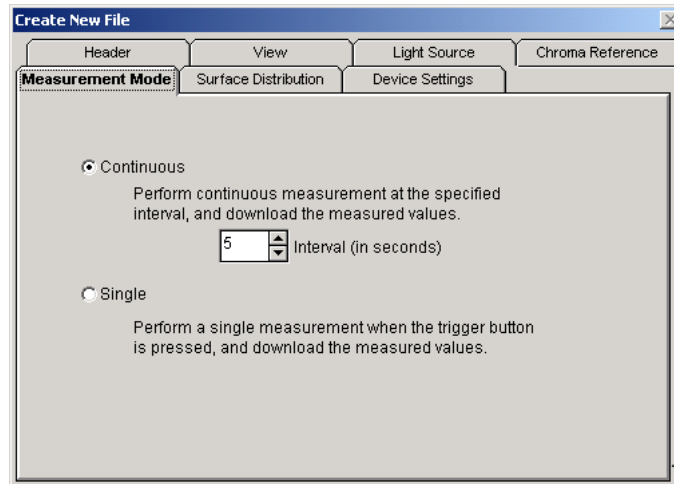 Create New File
Header View Light Source Chroma Reference
Measurement Mode Surface Distribution Device Settings
Continuous
Perform continuous measurement at the specified
interval, and download the measured values.
5 Interval (in seconds)
Single
Perform a single measurement when the trigger button
is pressed, and download the measured values.